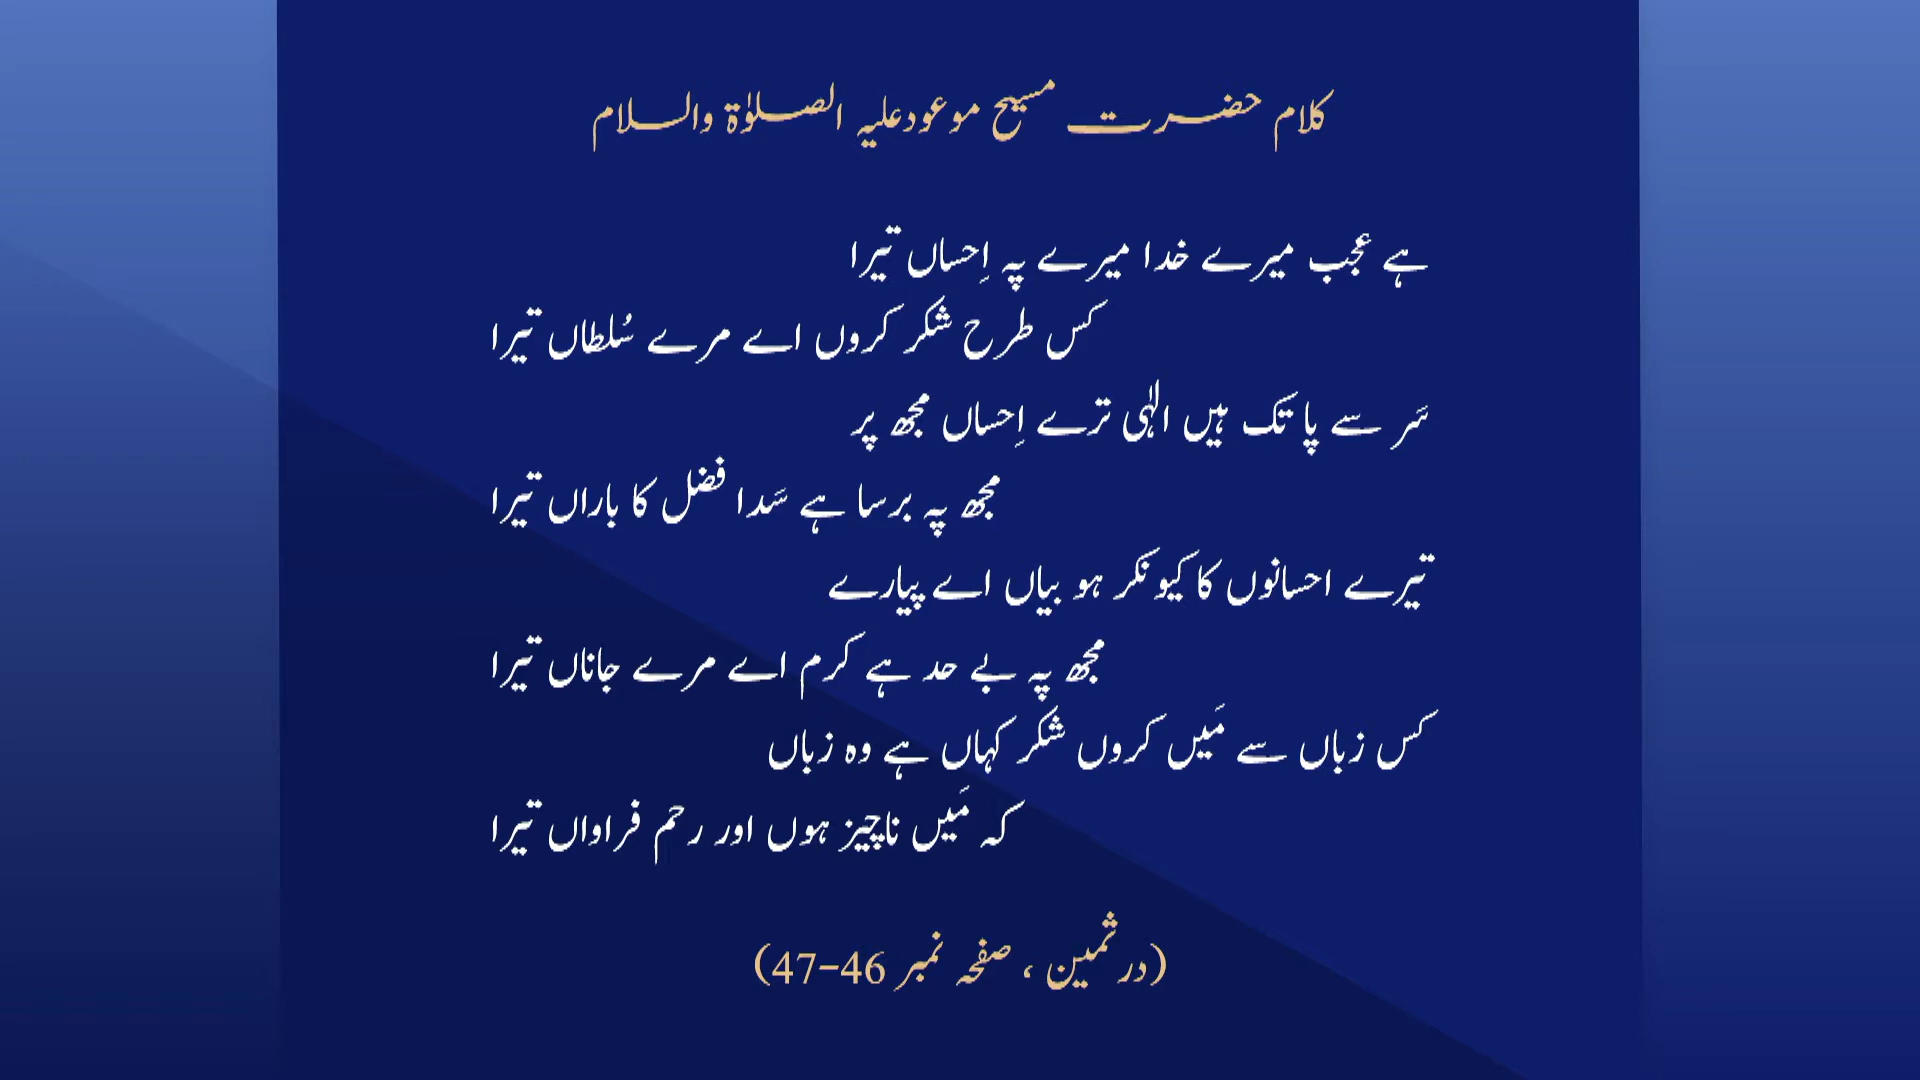 کلام حضرت مسیح موعودعلیہ الصلوٰۃ والسلام
ہے عجب میرے خدا میرے پہ اِحساں تیرا
کس طرح شکر کروں اے مرے سُلطاں تیرا
سَر سے پا تک ہیں الٰہی ترے اِحساں مجھ پر
مجھ پہ برسا ہے سَدا فضل کا باراں تیرا
تیرے احسانوں کا کیونکر ہو بیاں اے پیارے
مجھ پہ بے حد ہے کرم اے مرے جاناں تیرا
کس زباں سے مَیں کروں شکر کہاں ہے وہ زباں
کہ مَیں ناچیز ہوں اور رحم فراواں تیرا
(درثمین ، صفحہ نمبر 46-47)